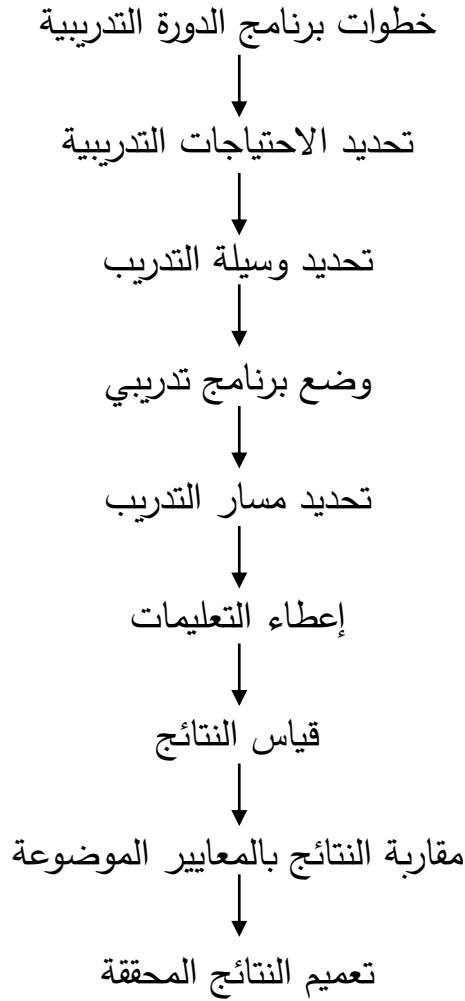 خطوات برنامج الدورة التدريبية
تحديد الاحتياجات التدريبية
تحديد وسيلة التدريب
وضع برنامج تدريبي
تحديد مسار التدريب
إعطاء التعليمات
قياس النتائج
مقاربة النتائج بالمعايير الموضوعة
تعميم النتائج المحققة